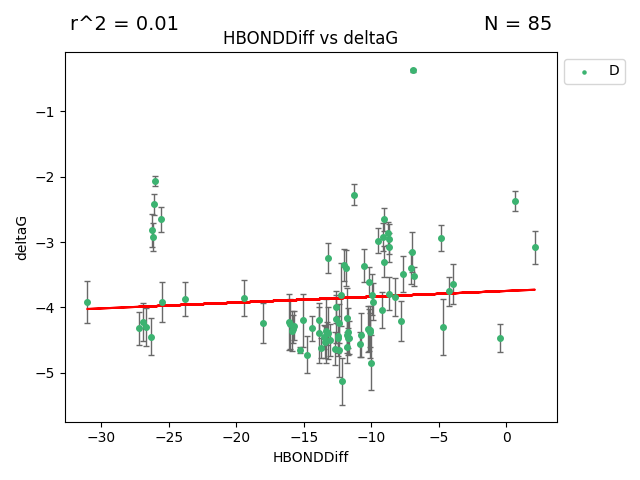 r^2 = 0.01
N = 85
HBONDDiff vs deltaG
D
−1
−2
−3
−4
−5
deltaG
−30
−25
−20
−15
−10
−5
0
HBONDDiff